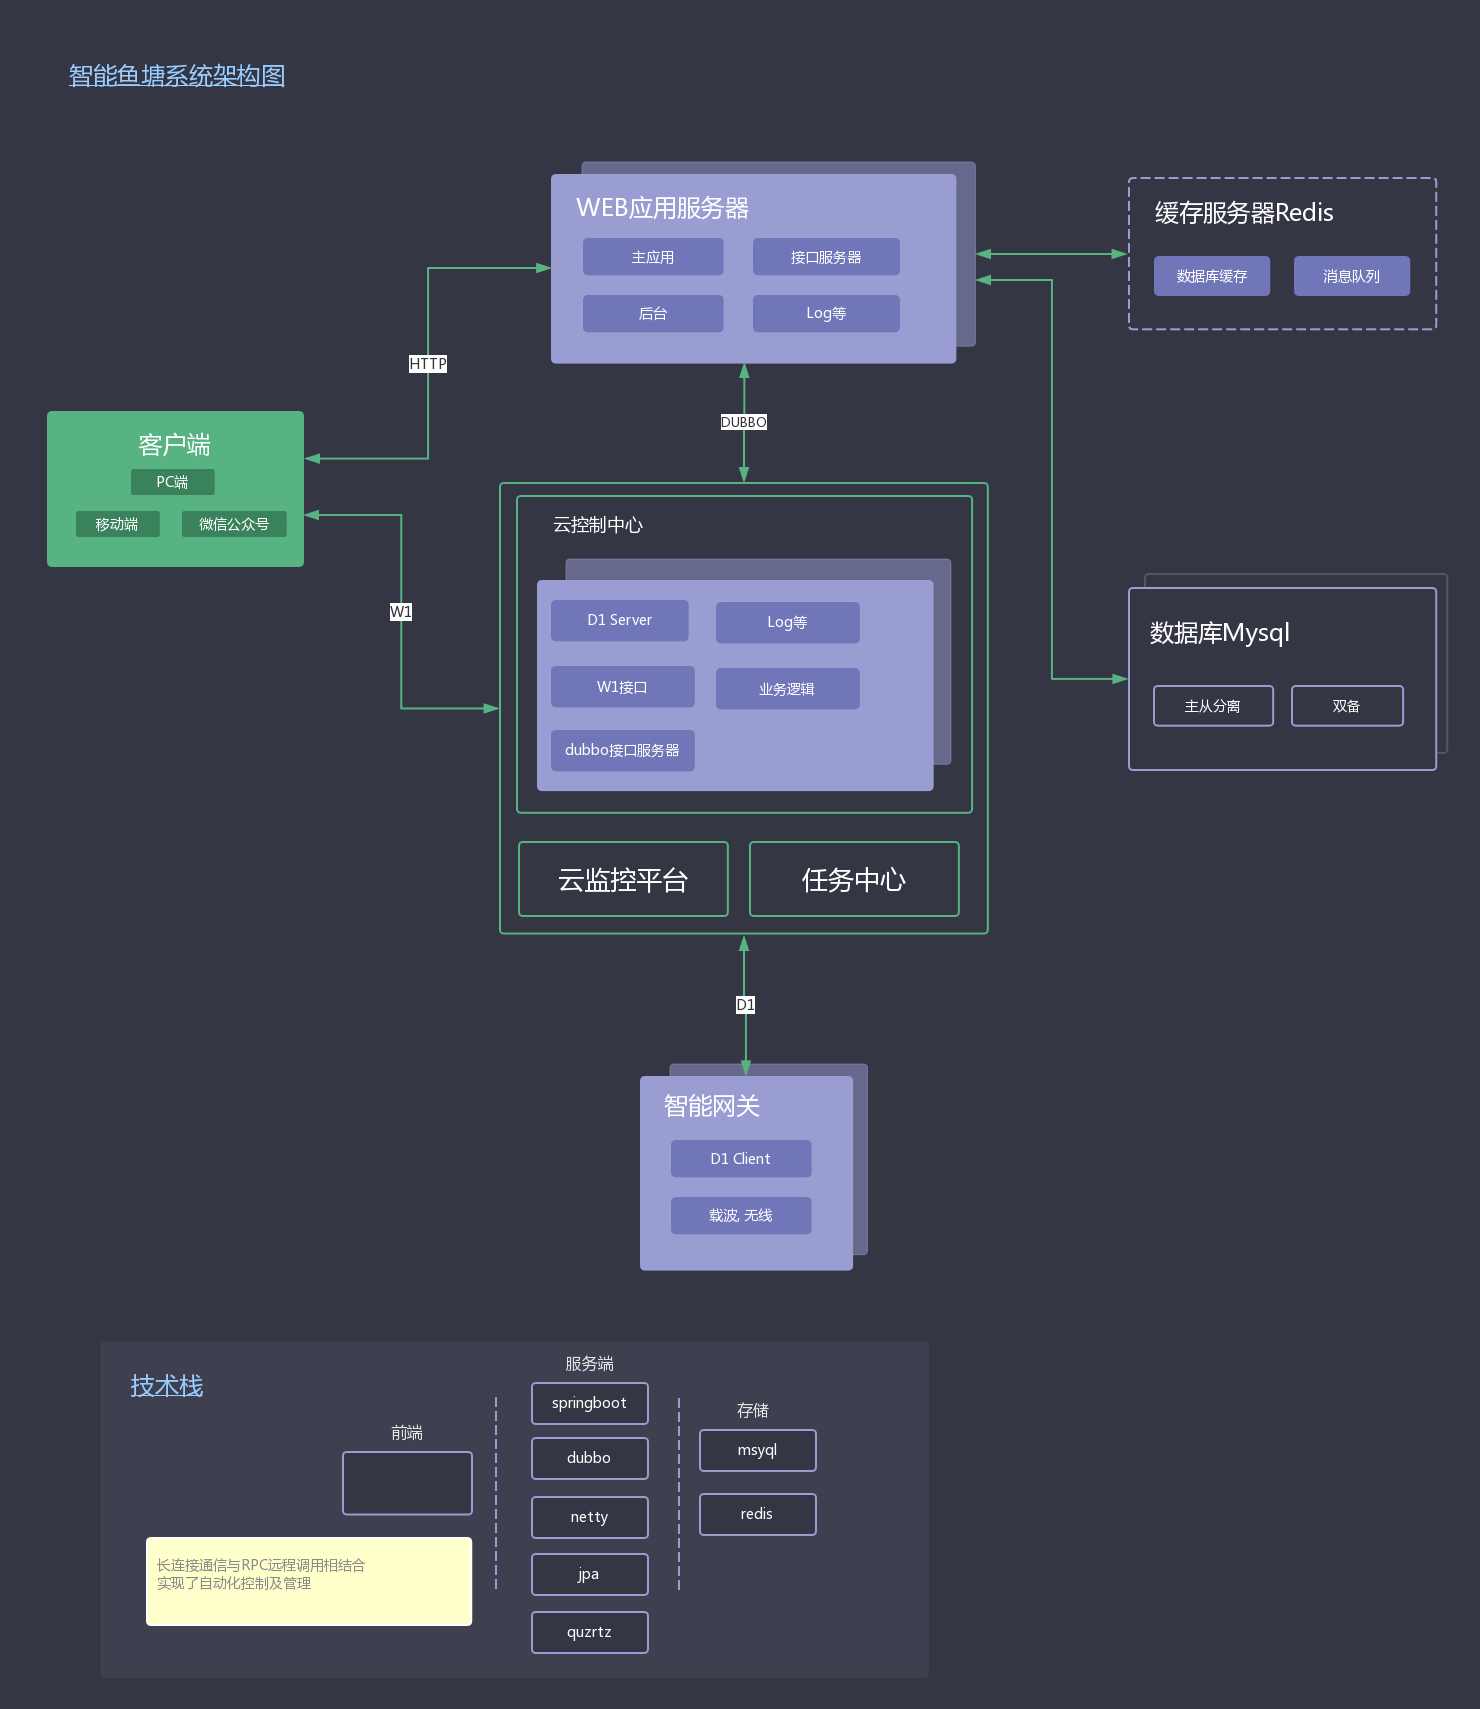 智能鱼塘系统架构图
WEB应用服务器
主应用
接口服务器
后台
Log等
缓存服务器Redis
数据库缓存
消息队列
HTTP
DUBBO
客户端
PC端
移动端
微信公众号
W1
云控制中心
D1 Server
Log等
W1接口
业务逻辑
dubbo接口服务器
云监控平台
任务中心
数据库Mysql
主从分离
双备
D1
智能网关
D1 Client
载波, 无线
技术栈
前端
长连接通信与RPC远程调用相结合
实现了自动化控制及管理
服务端
springboot
dubbo
netty
jpa
quzrtz
存储
msyql
redis